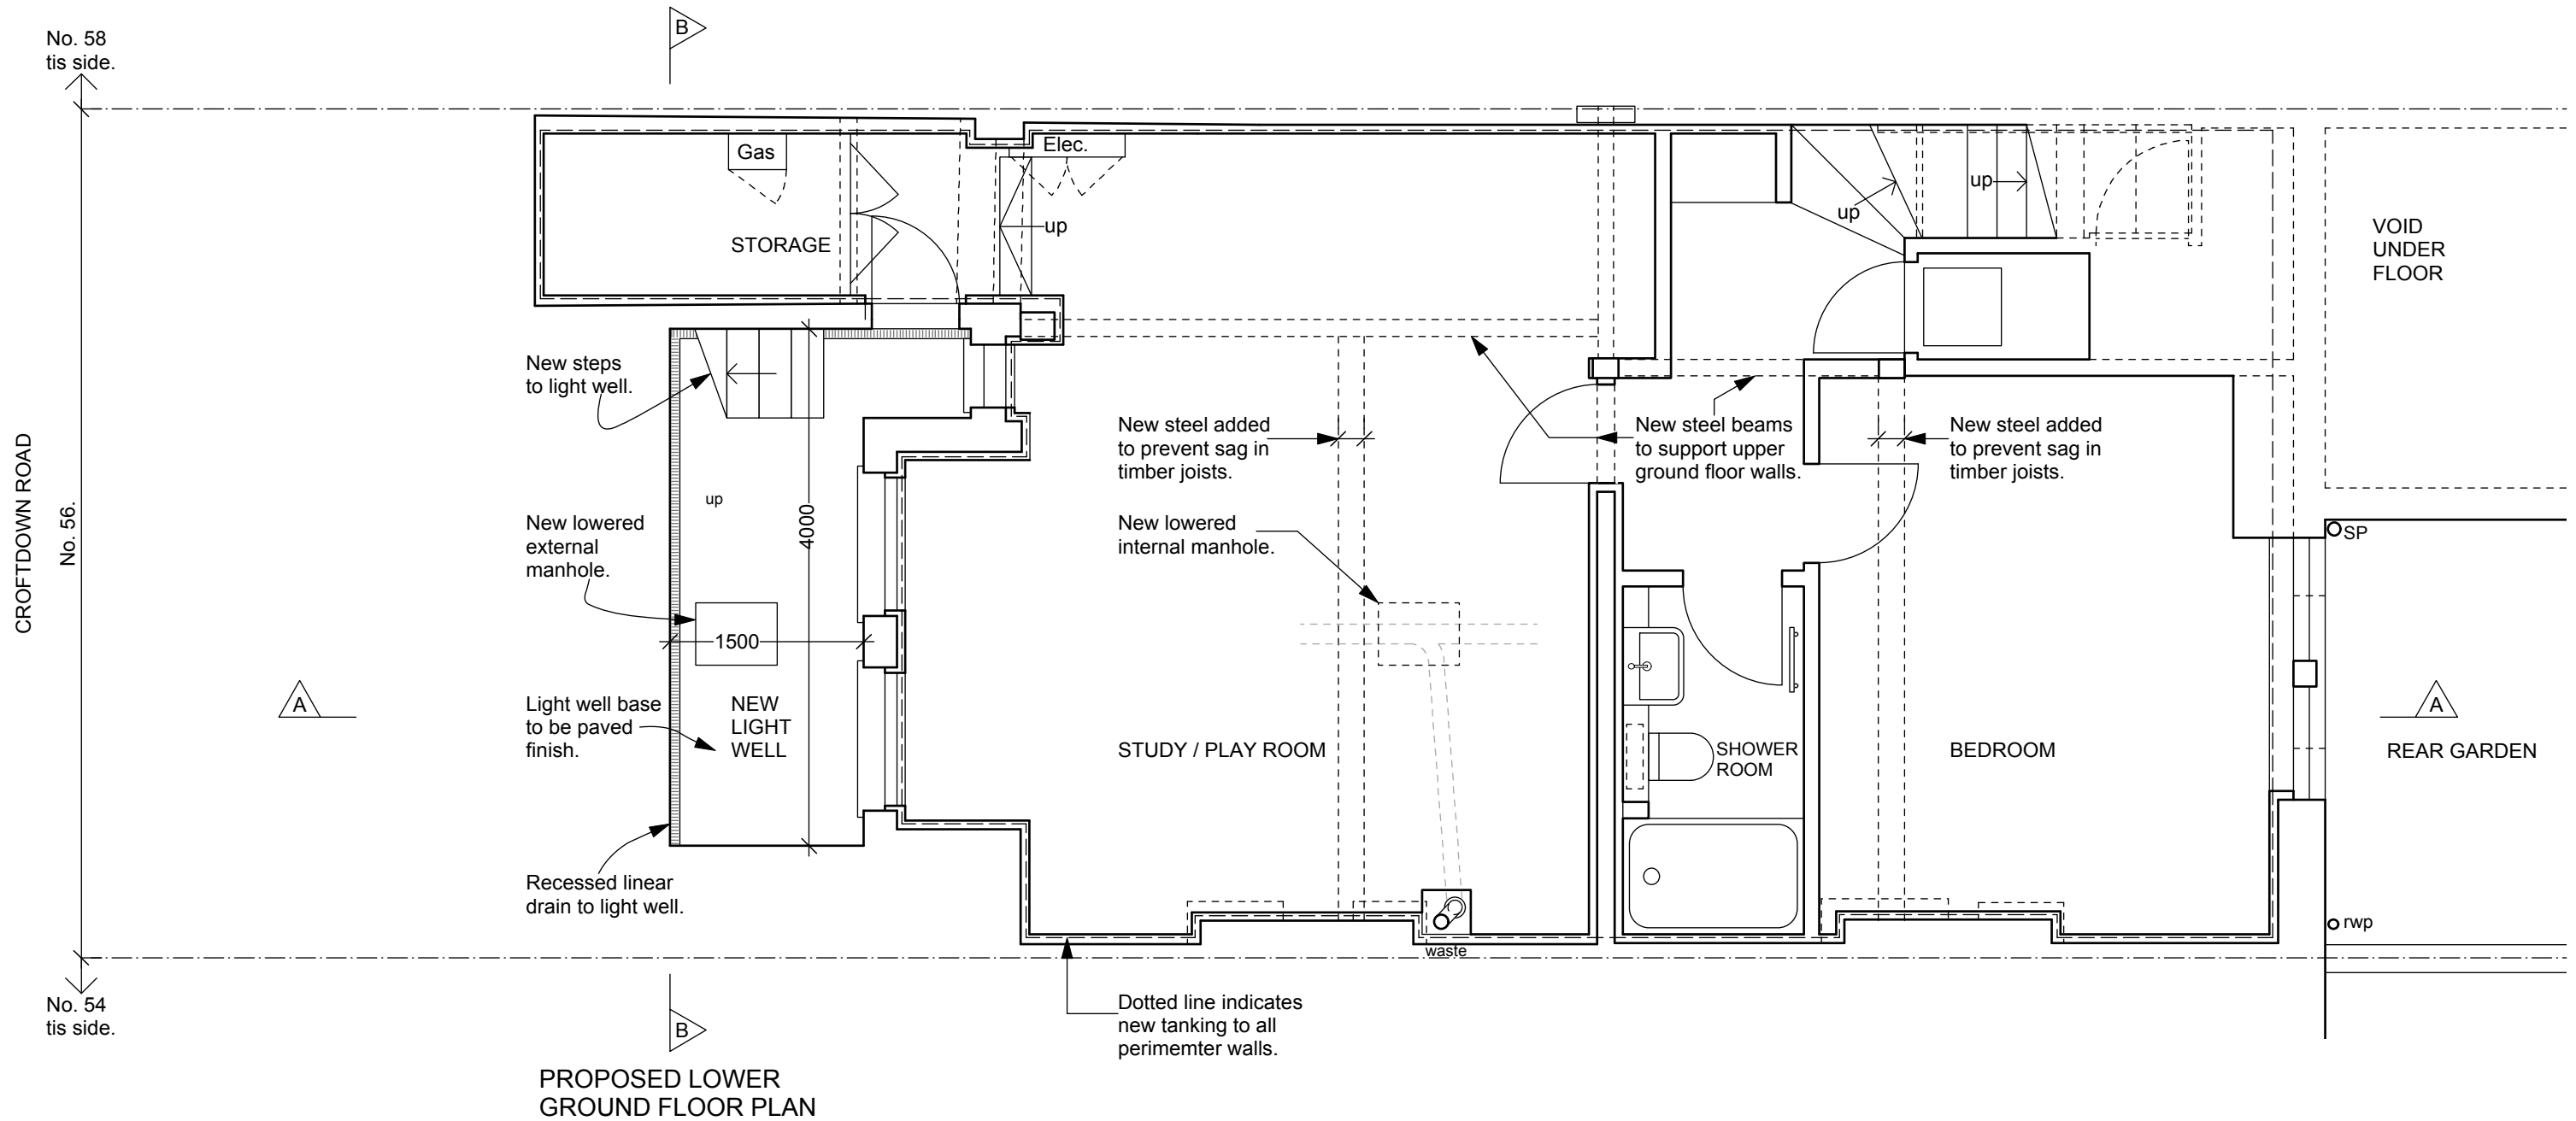 B
No. 58
tis side.
Gas
Elec.
STORAGE
up
up
up
VOID
UNDER
FLOOR
New steps
to light well.
New steel added
to prevent sag in
timber joists.
New steel beams
to support upper
ground floor walls.
New steel added
to prevent sag in
timber joists.
CROFTDOWN ROAD
No. 56.
up
4000
New lowered
external
manhole.
New lowered
internal manhole.
SP
1500
A
Light well base
to be paved
finish.
NEW
LIGHT
WELL
STUDY / PLAY ROOM
SHOWER
ROOM
BEDROOM
A
REAR GARDEN
Recessed linear
drain to light well.
waste
rwp
No. 54
tis side.
B
Dotted line indicates
new tanking to all
perimemter walls.
PROPOSED LOWER
GROUND FLOOR PLAN